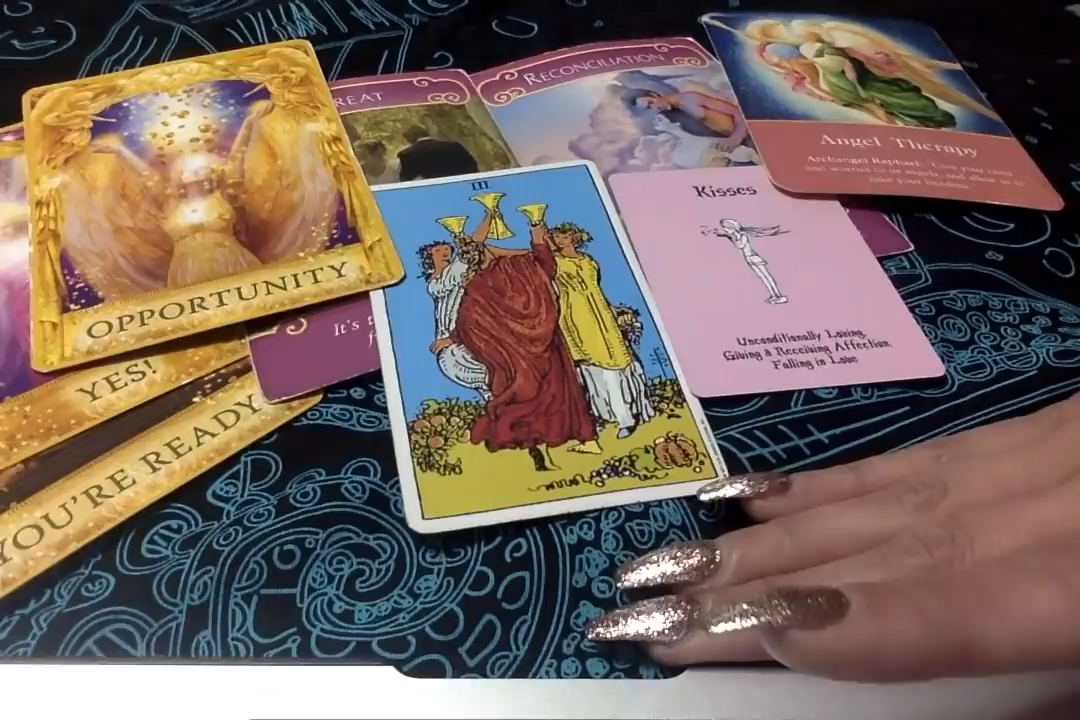 REAT
RECONCILIATION
Angel Therapy
Archangel Raphael:
III
Kisses
OPPORTUNITY
It's
Unconditionally Loving,
Giving & Receiving Affection,
Falling in Love
YES!
YOU'RE READY